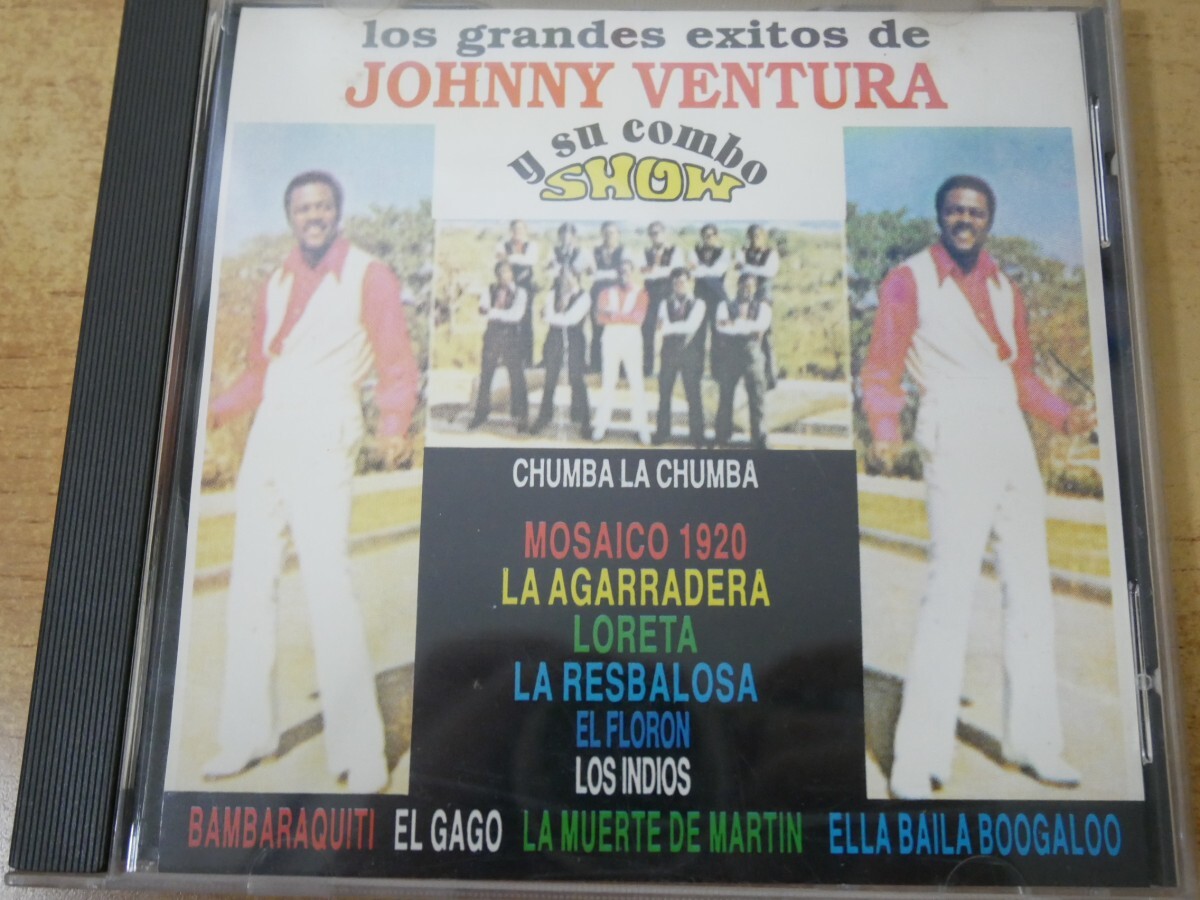 los grandes exitos de
JOHNNY VENTURA
y su combo
SHOW
CHUMBA LA CHUMBA
MOSAICO 1920
LA AGARRADERA
LORETA
LA RESBALOSA
EL FLORON
LOS INDIOS
BAMBARAQUITI EL GAGO LA MUERTE DE MARTIN ELLA BAILA BOOGALOO